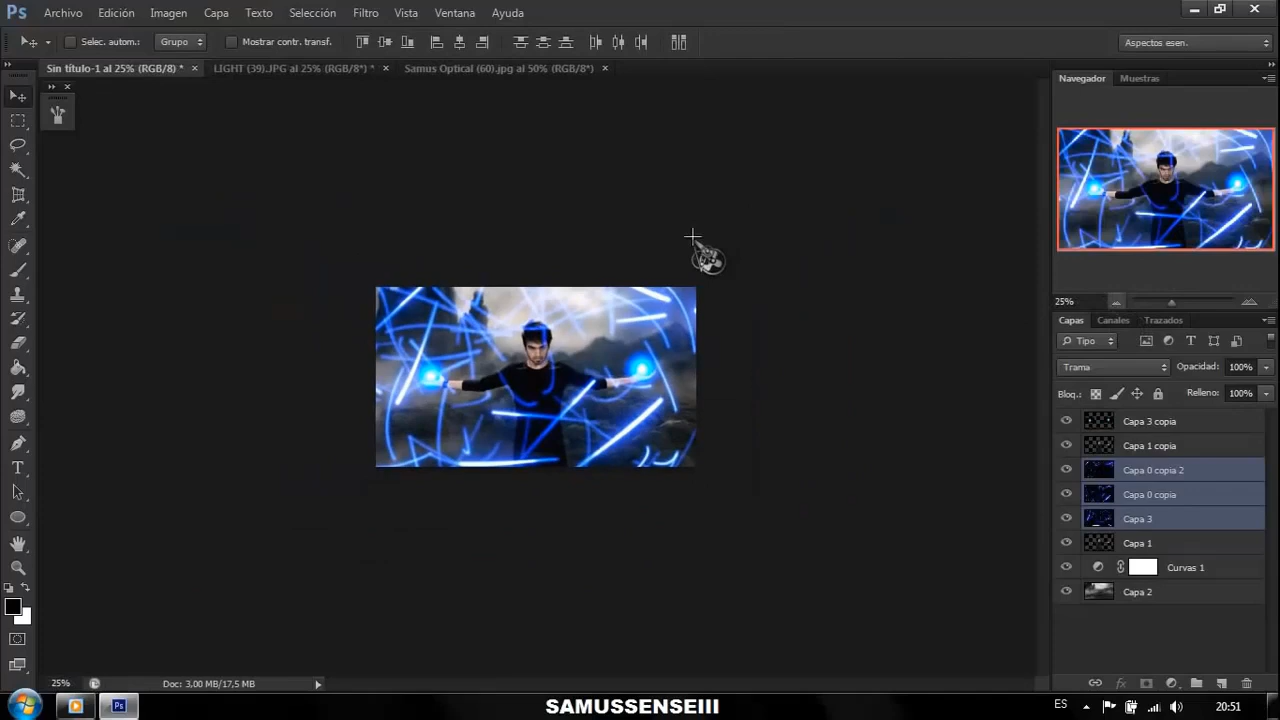 Ps Archivo Edición Imagen Capa Texto Selección Filtro Vista Ventana Ayuda
Selec. autom.: Grupo Mostrar contr. transf. Aspectos esen.
Sin título-1 al 25% (RGB/8) * × LIGHT (39).JPG al 25% (RGB/8*) * × Samus Optical (60).jpg al 50% (RGB/8*) ×
Navegador Muestras
25%
Capas Canales Trazados
Tipo
Trama Opacidad: 100%
Bloq.: Relleno: 100%
Capa 3 copia
Capa 1 copia
Capa 0 copia 2
Capa 0 copia
Capa 3
Capa 1
Curvas 1
Capa 2
25% Doc: 3,00 MB/17,5 MB
SAMUSSENSEIII
ES 20:51